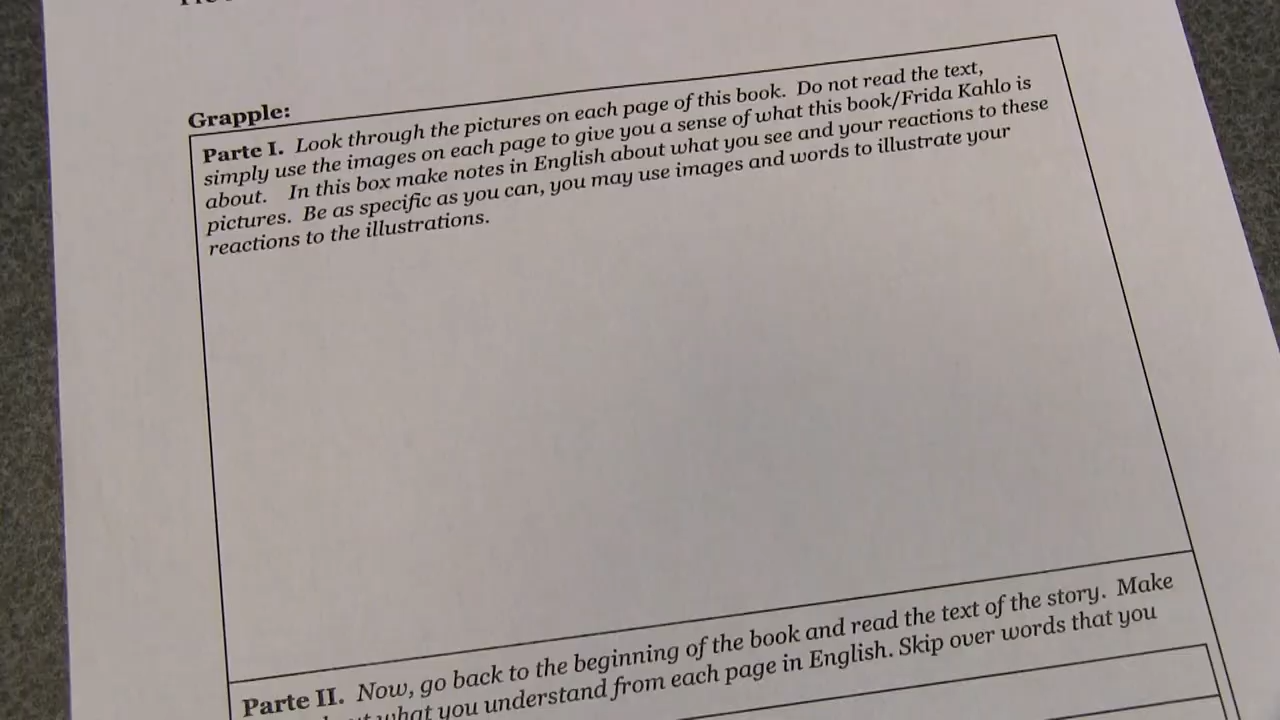 Grapple:
Parte I. Look through the pictures on each page of this book. Do not read the text,
simply use the images on each page to give you a sense of what this book/Frida Kahlo is
about. In this box make notes in English about what you see and your reactions to these
pictures. Be as specific as you can, you may use images and words to illustrate your
reactions to the illustrations.
Parte II. Now, go back to the beginning of the book and read the text of the story. Make
what you understand from each page in English. Skip over words that you